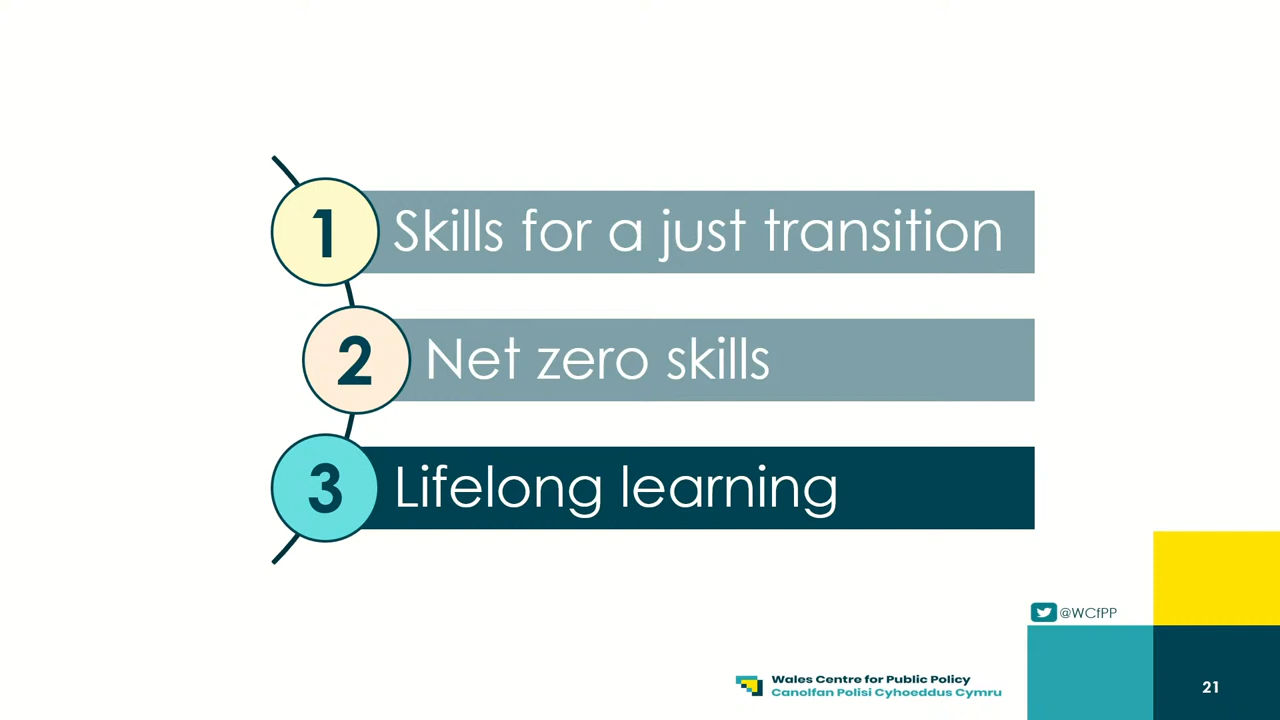 1 Skills for a just transition
2 Net zero skills
3 Lifelong learning
@WCfPP
Wales Centre for Public Policy
Canolfan Polisi Cyhoeddus Cymru
21